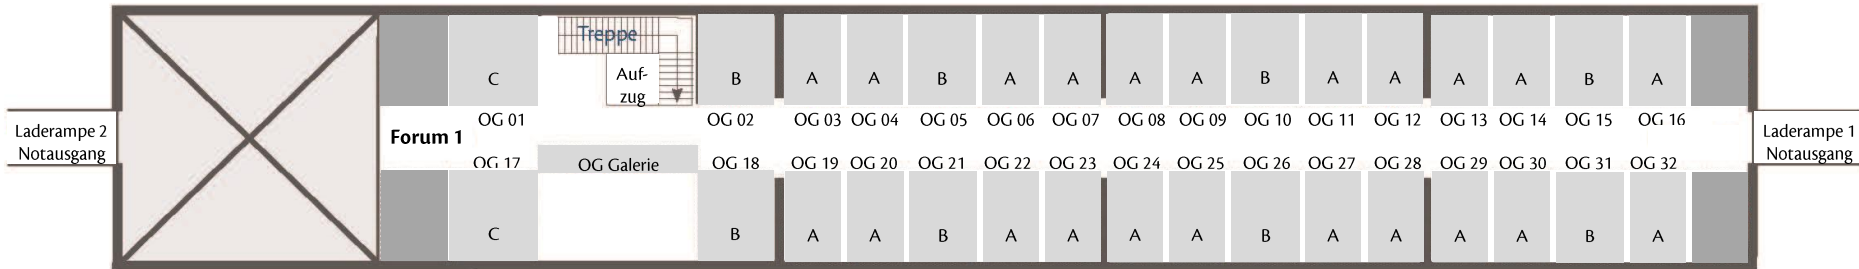 Treppe
Auf-
zug
C B A A B A A A A B A A A A B A
OG 01 OG 02 OG 03 OG 04 OG 05 OG 06 OG 07 OG 08 OG 09 OG 10 OG 11 OG 12 OG 13 OG 14 OG 15 OG 16
Laderampe 2
Notausgang
Forum 1
Laderampe 1
Notausgang
OG 17 OG Galerie OG 18 OG 19 OG 20 OG 21 OG 22 OG 23 OG 24 OG 25 OG 26 OG 27 OG 28 OG 29 OG 30 OG 31 OG 32
C B A A B A A A A B A A A A B A